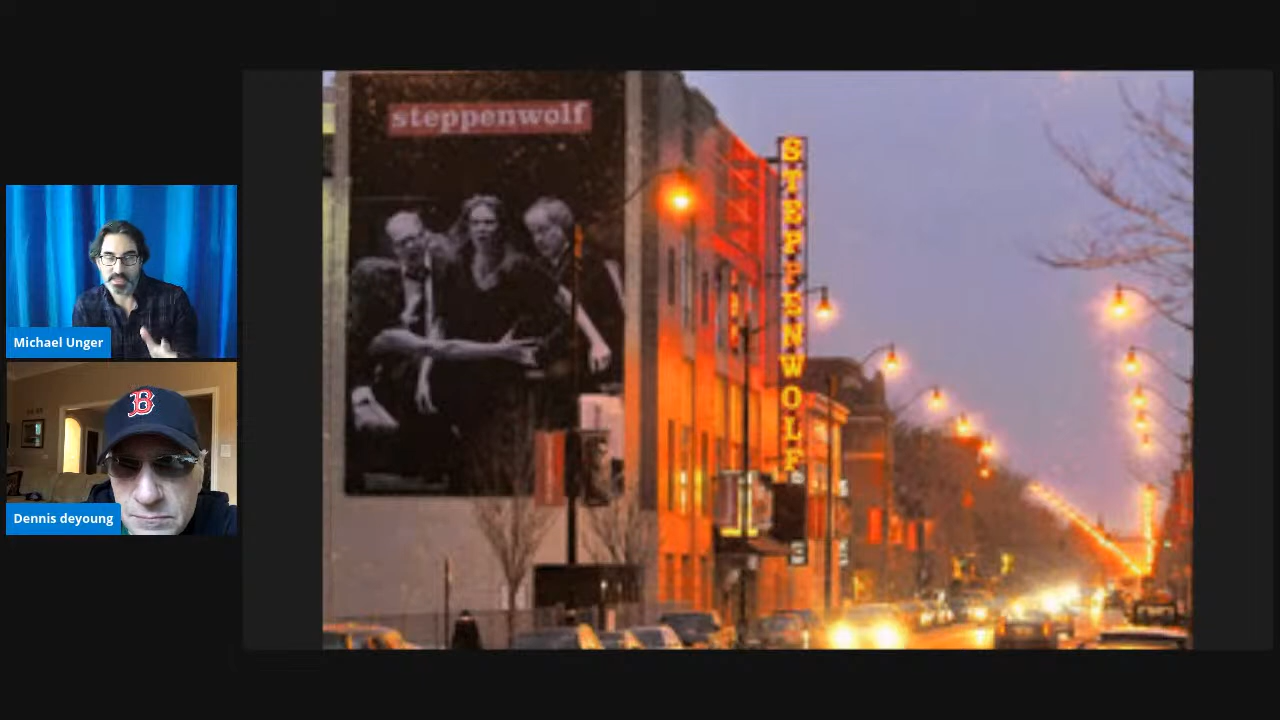 steppenwolf
STEPPENWOLF
Michael Unger
B
Dennis deyoung